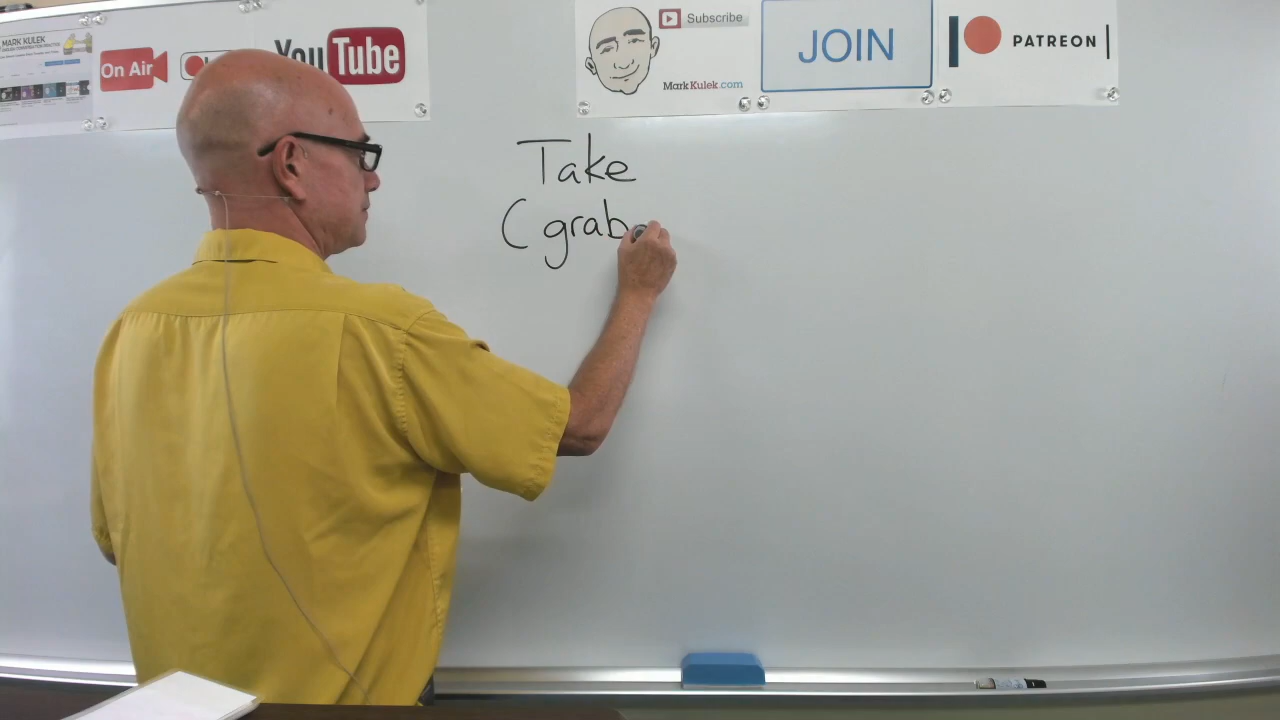 MARK KULEK
On Air
YouTube
Subscribe
MarkKulek.com
JOIN
PATREON
Take
(grab